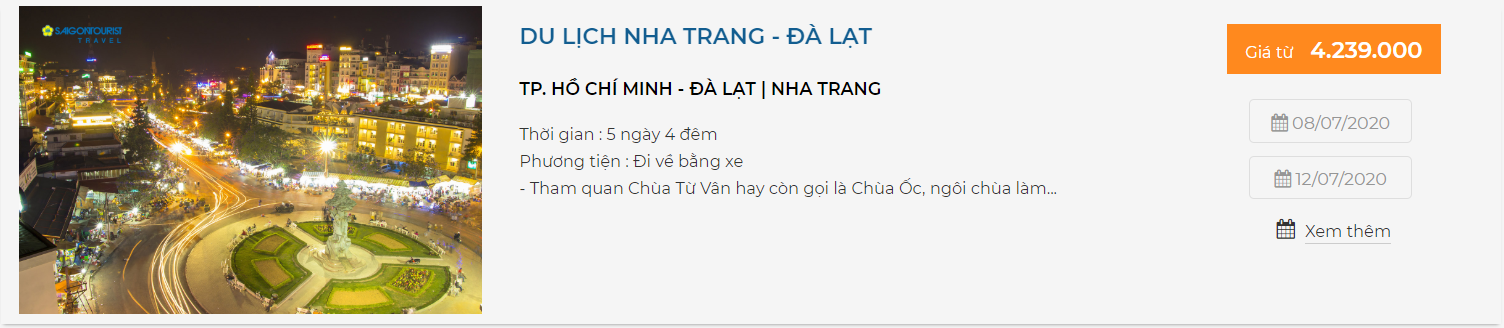 SAIGONTOURIST
TRAVEL
DU LỊCH NHA TRANG - ĐÀ LẠT
TP. HỒ CHÍ MINH - ĐÀ LẠT | NHA TRANG
Thời gian : 5 ngày 4 đêm
Phương tiện : Đi về bằng xe
- Tham quan Chùa Từ Vân hay còn gọi là Chùa Ốc, ngôi chùa làm...
Giá từ 4.239.000
08/07/2020
12/07/2020
Xem thêm